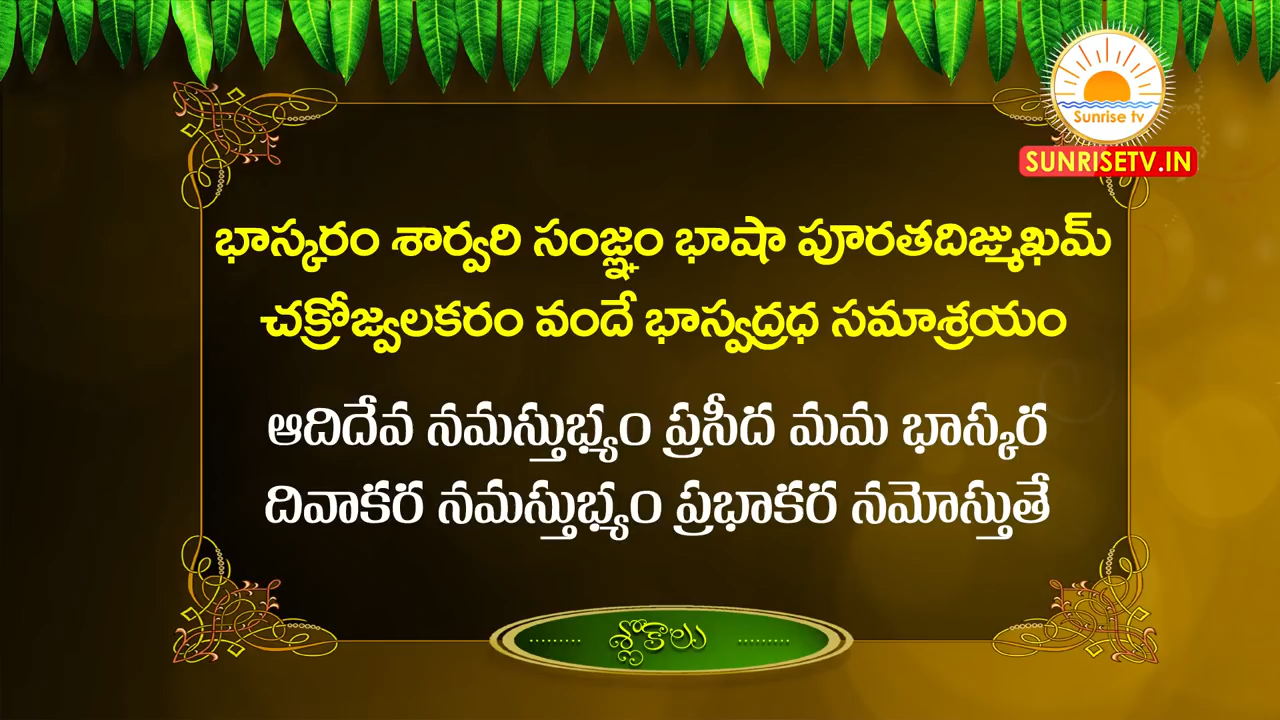 Sunrise tv
SUNRISETV.IN
భాస్కరం శార్వరి సంజ్ఞం భాషా పూరతదిఙ్ముఖమ్
చక్రోజ్వలకరం వందే భాస్వద్రధ సమాశ్రయం
ఆదిదేవ నమస్తుభ్యం ప్రసీద మమ భాస్కర
దివాకర నమస్తుభ్యం ప్రభాకర నమోస్తుతే
శ్లోకాలు